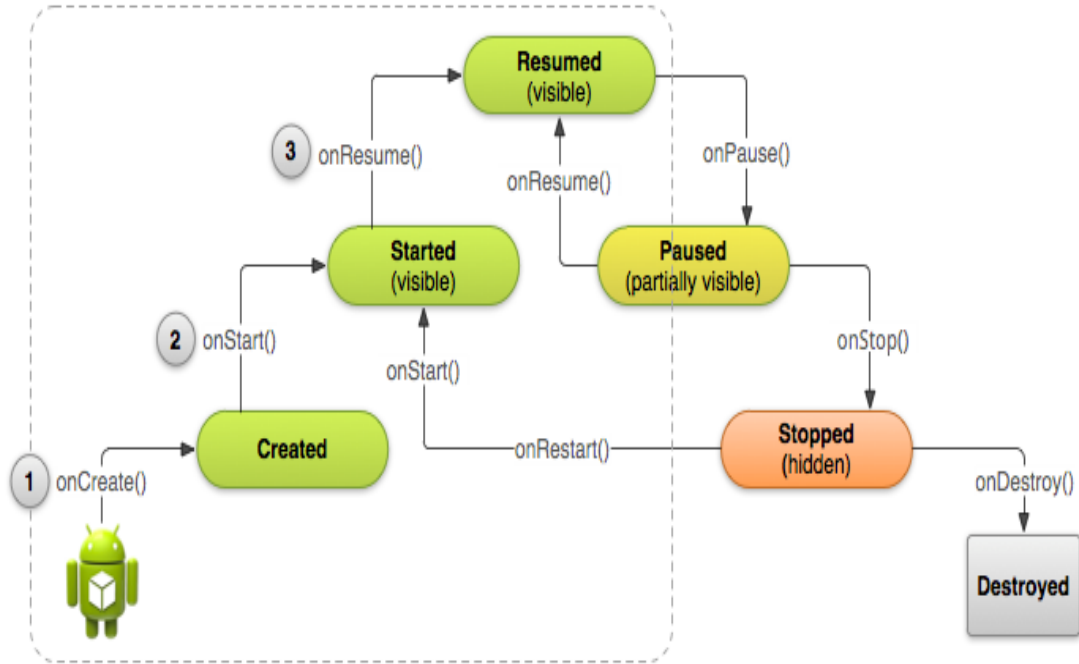 Resumed
(visible)
3
onResume()
onResume()
onPause()
Started
(visible)
Paused
(partially visible)
2
onStart()
onStart()
onStop()
Created
onRestart()
Stopped
(hidden)
1
onCreate()
onDestroy()
Destroyed